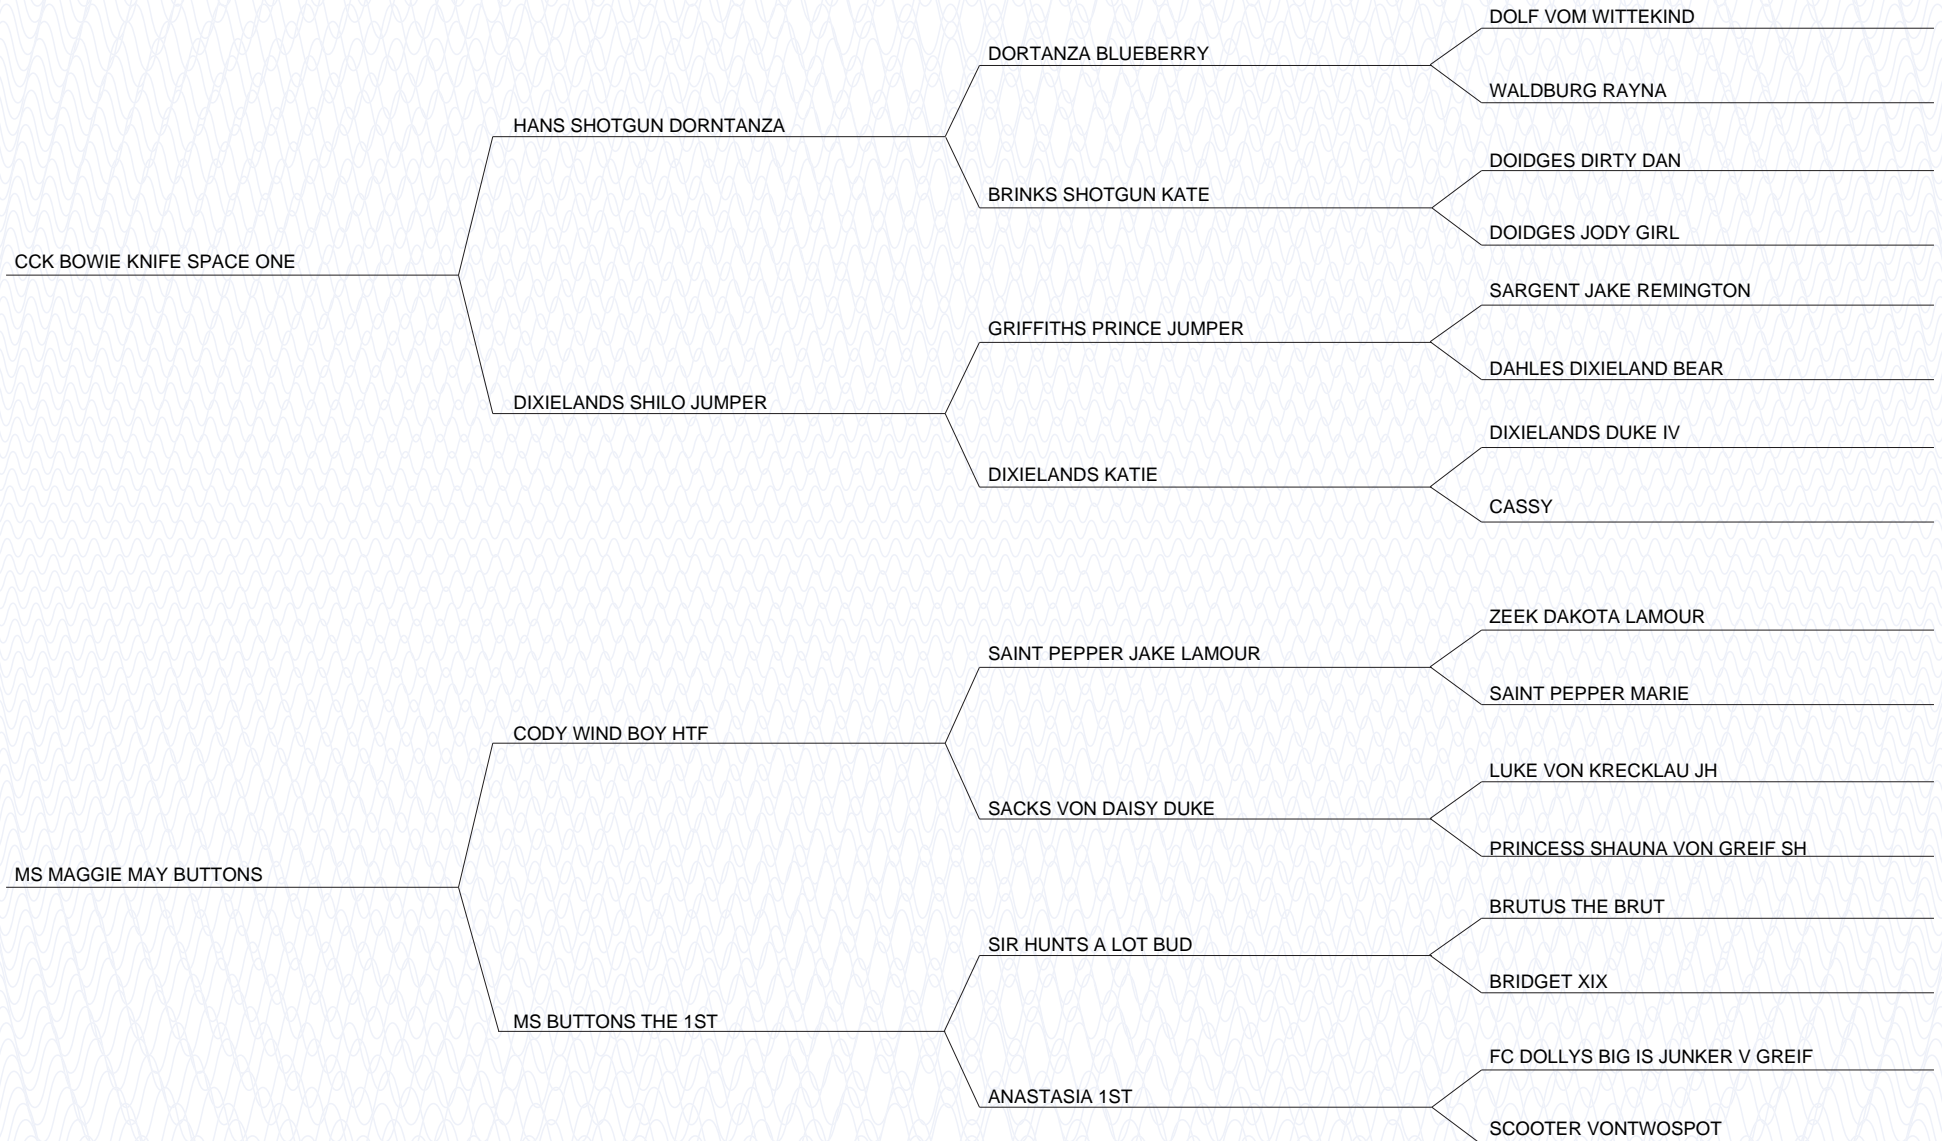 DOLF VOM WITTEKIND
DORTANZA BLUEBERRY
WALDBURG RAYNA
HANS SHOTGUN DORNTANZA
DOIDGES DIRTY DAN
BRINKS SHOTGUN KATE
DOIDGES JODY GIRL
CCK BOWIE KNIFE SPACE ONE
SARGENT JAKE REMINGTON
GRIFFITHS PRINCE JUMPER
DAHLES DIXIELAND BEAR
DIXIELANDS SHILO JUMPER
DIXIELANDS DUKE IV
DIXIELANDS KATIE
CASSY
ZEEK DAKOTA LAMOUR
SAINT PEPPER JAKE LAMOUR
SAINT PEPPER MARIE
CODY WIND BOY HTF
LUKE VON KRECKLAU JH
SACKS VON DAISY DUKE
PRINCESS SHAUNA VON GREIF SH
MS MAGGIE MAY BUTTONS
BRUTUS THE BRUT
SIR HUNTS A LOT BUD
BRIDGET XIX
MS BUTTONS THE 1ST
FC DOLLYS BIG IS JUNKER V GREIF
ANASTASIA 1ST
SCOOTER VONTWOSPOT